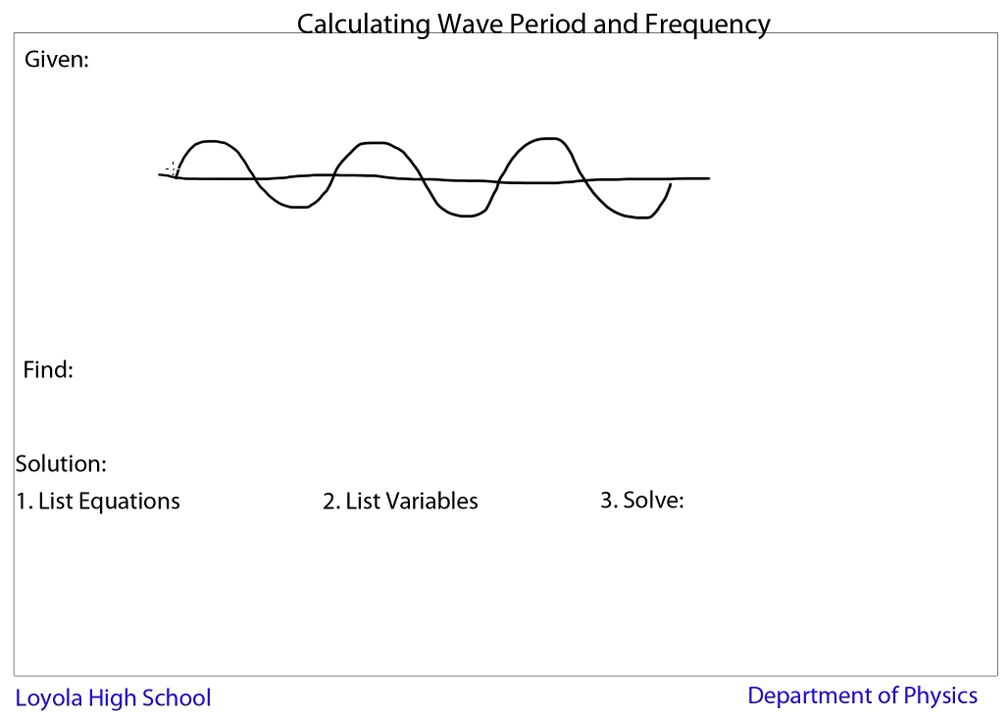 Calculating Wave Period and Frequency
Given:
Find:
Solution:
1. List Equations 2. List Variables 3. Solve:
Loyola High School Department of Physics